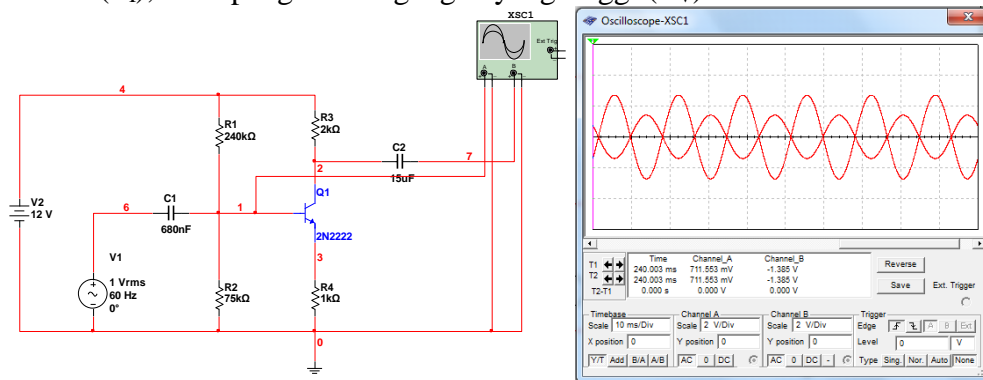 XSC1
Ext Trig
A
B
4
R1
240kΩ
R3
2kΩ
C2
7
15uF
2
Q1
V2
12 V
6
C1
1
680nF
2N2222
V1
3
1 Vrms
60 Hz
0°
R2
75kΩ
R4
1kΩ
0
Oscilloscope-XSC1
Time Channel_A Channel_B
T1 240.003 ms 711.553 mV -1.385 V
T2 240.003 ms 711.553 mV -1.385 V
T2-T1 0.000 s 0.000 V 0.000 V
Reverse
Save
Ext. Trigger
Timebase
Scale 10 ms/Div
X position 0
Y/T Add B/A A/B
Channel A
Scale 2 V/Div
Y position 0
AC 0 DC
Channel B
Scale 2 V/Div
Y position 0
AC 0 DC -
Trigger
Edge A B Ext
Level 0 V
Type Sing. Nor. Auto None